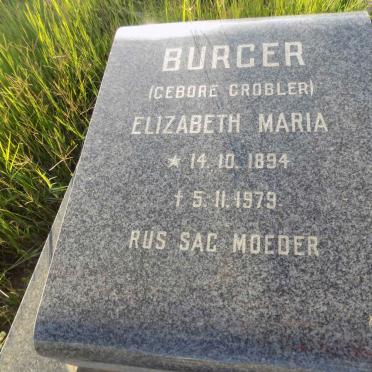 BURGER
(GEBORE GROBLER)
ELIZABETH MARIA
* 14. 10. 1894
† 5. 11. 1979
RUS SAG MOEDER